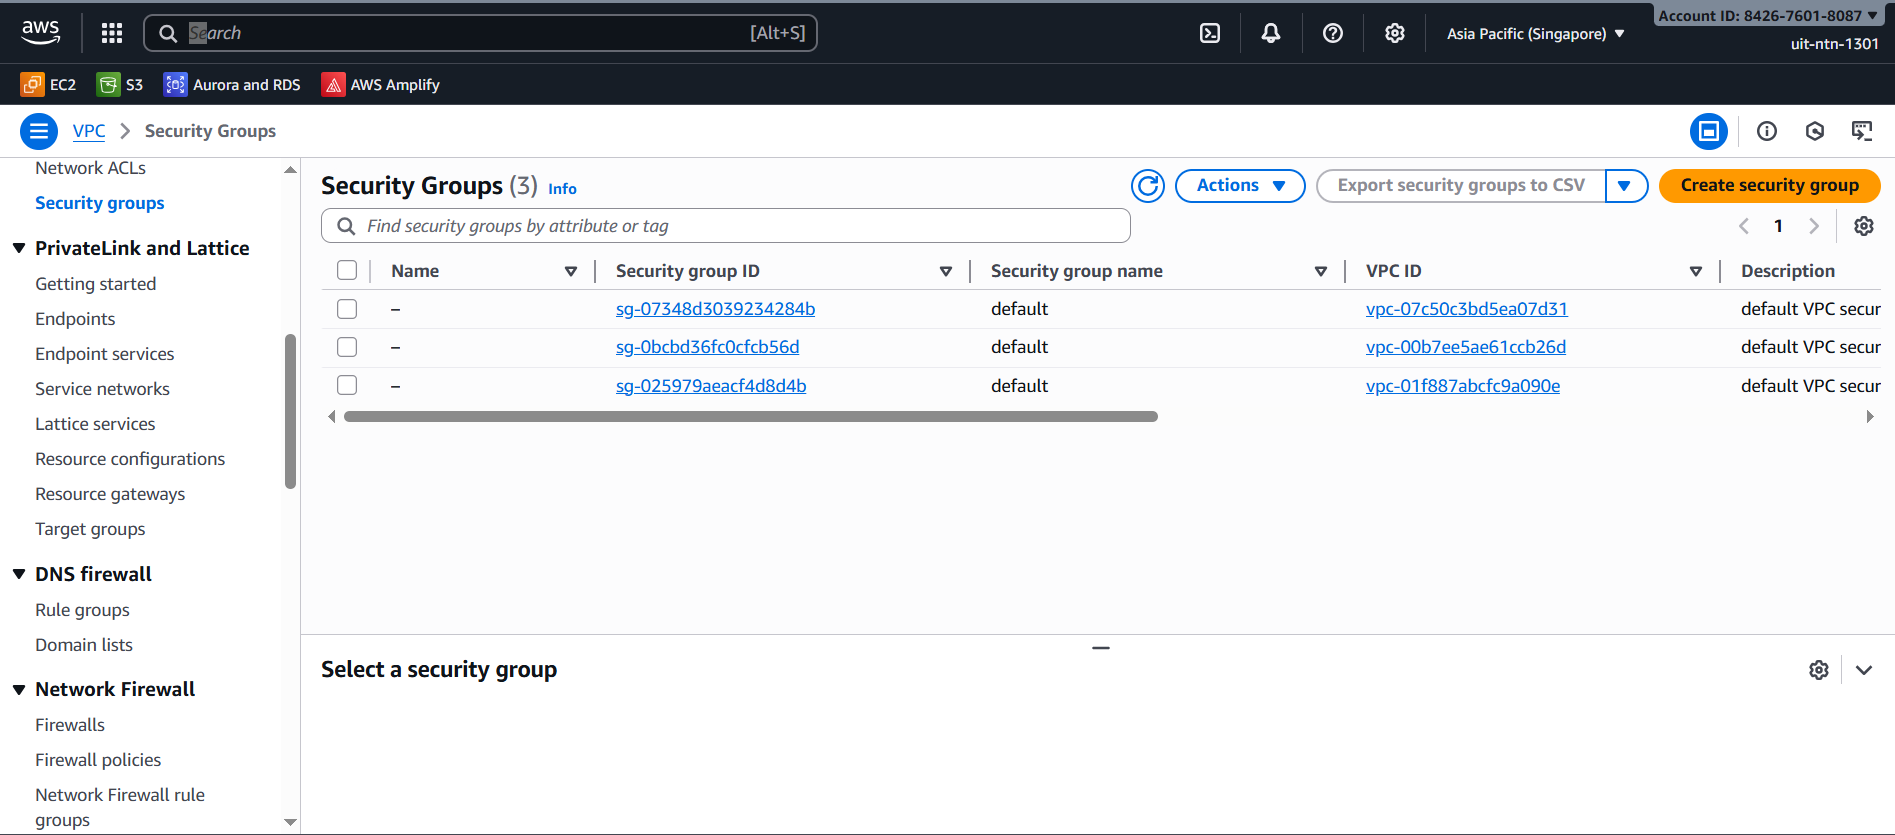 aws
Search [Alt+S]
Asia Pacific (Singapore) ▼
Account ID: 8426-7601-8087 ▼
uit-ntn-1301
EC2 S3 Aurora and RDS AWS Amplify
VPC > Security Groups
Network ACLs
Security groups
PrivateLink and Lattice
Getting started
Endpoints
Endpoint services
Service networks
Lattice services
Resource configurations
Resource gateways
Target groups
DNS firewall
Rule groups
Domain lists
Network Firewall
Firewalls
Firewall policies
Network Firewall rule
groups
Security Groups (3) Info
Actions Export security groups to CSV Create security group
Find security groups by attribute or tag
1
Name Security group ID Security group name VPC ID Description
– sg-07348d3039234284b default vpc-07c50c3bd5ea07d31 default VPC secur
– sg-0bcbd36fc0cfcb56d default vpc-00b7ee5ae61ccb26d default VPC secur
– sg-025979aeacf4d8d4b default vpc-01f887abcfc9a090e default VPC secur
Select a security group